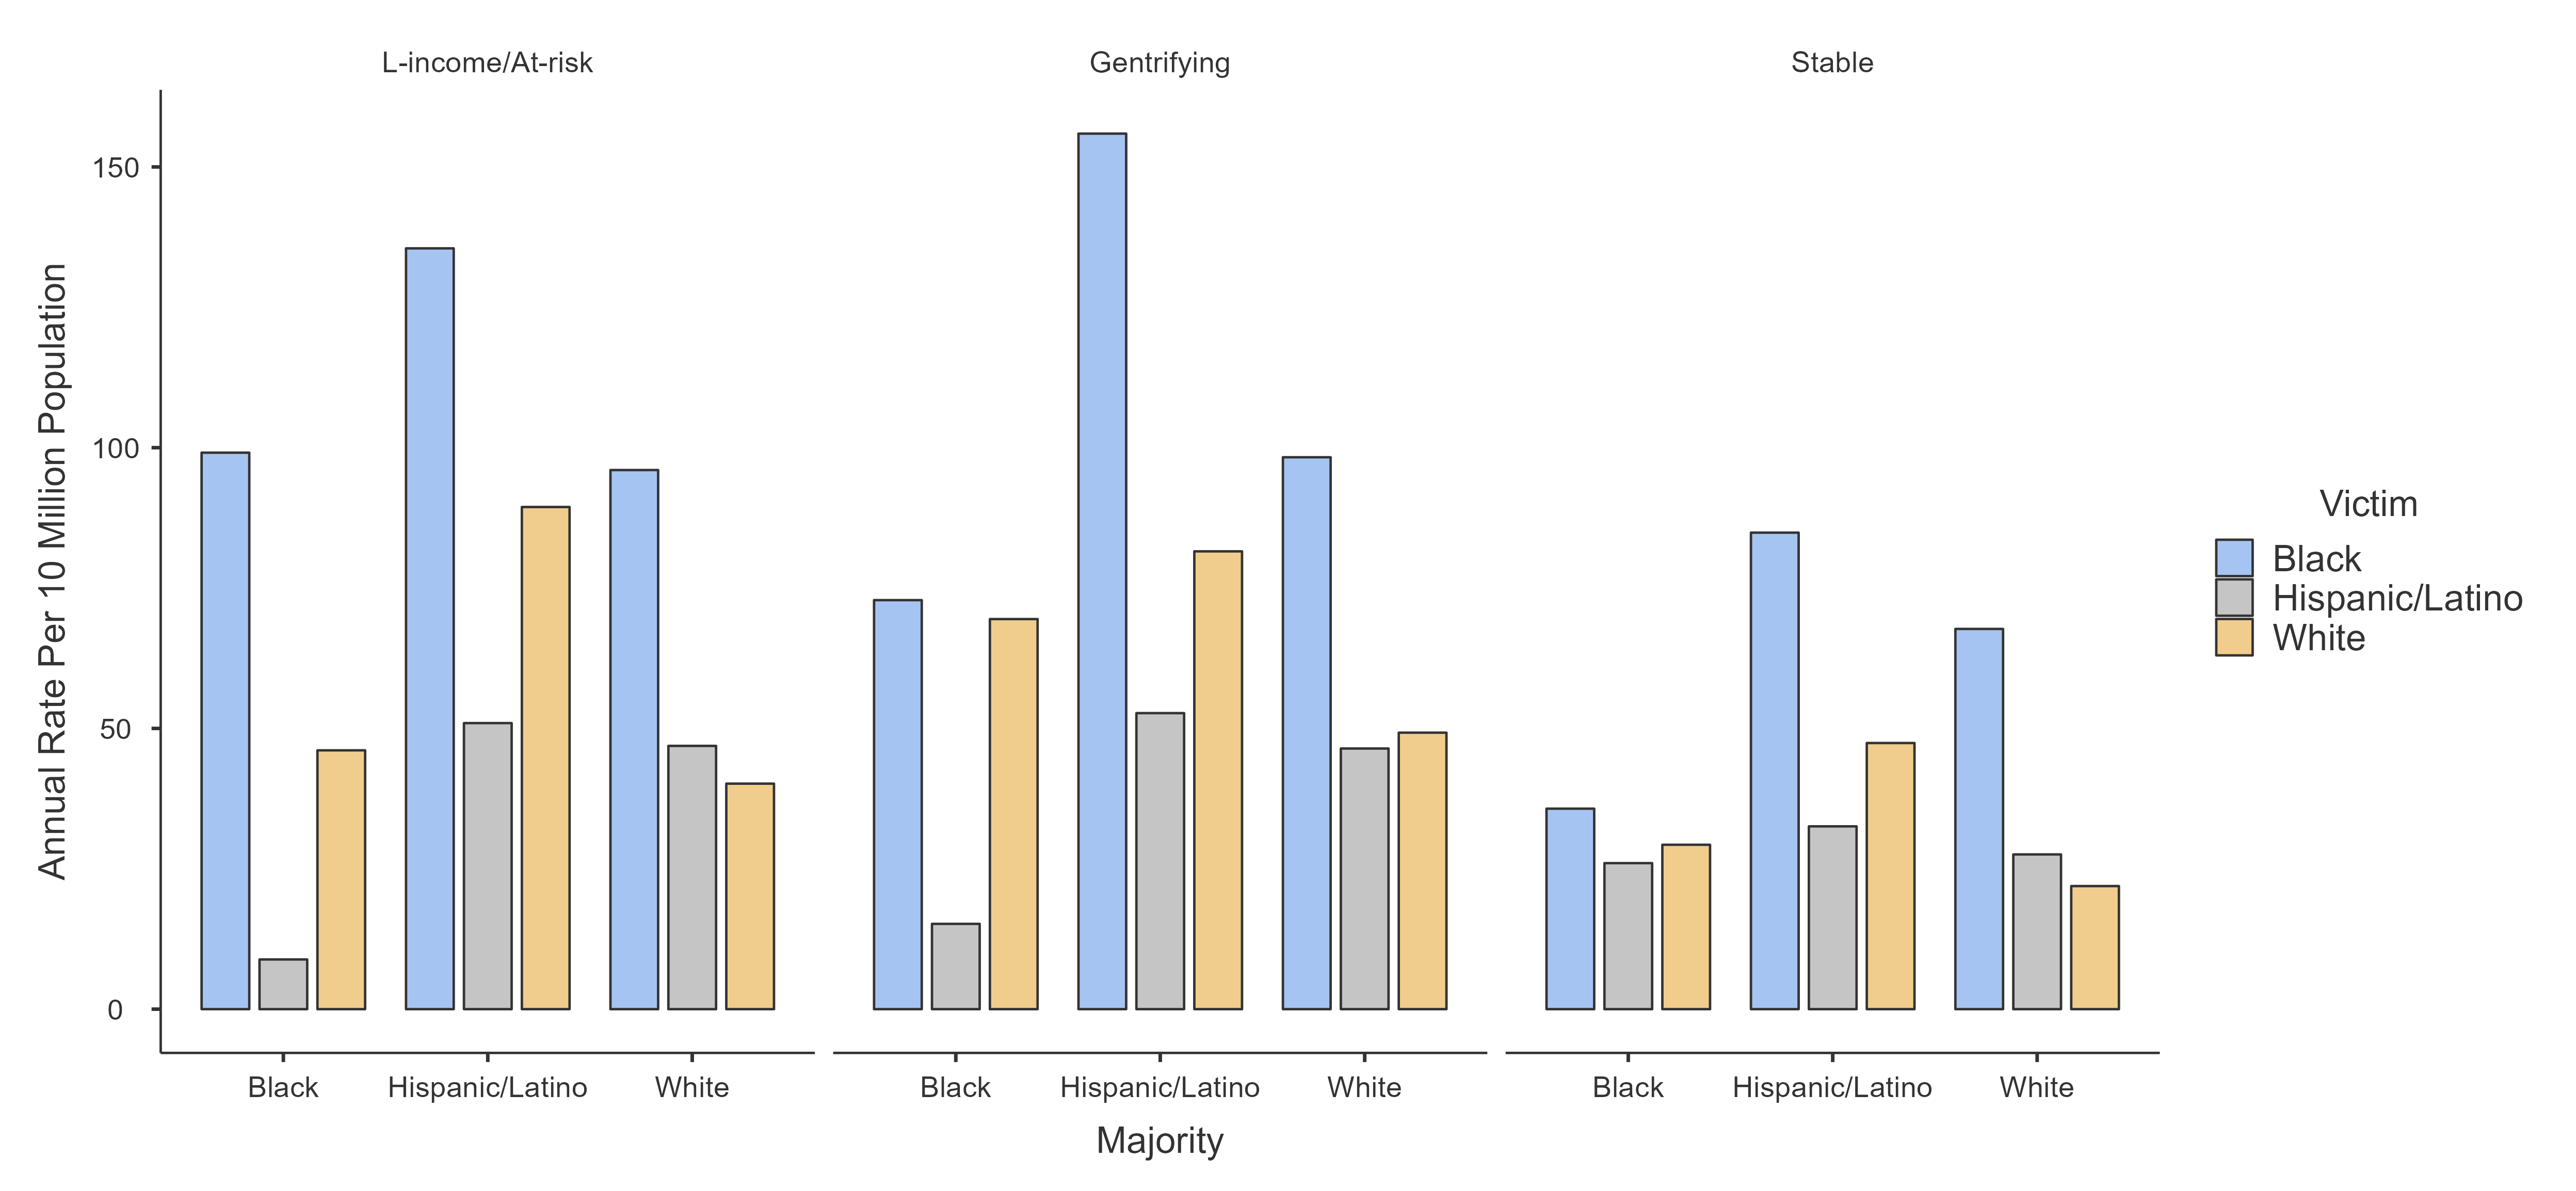 L-income/At-risk
Gentrifying
Stable
Annual Rate Per 10 Million Population
150
100
50
0
Black
Hispanic/Latino
White
Black
Hispanic/Latino
White
Black
Hispanic/Latino
White
Majority
Victim
Black
Hispanic/Latino
White